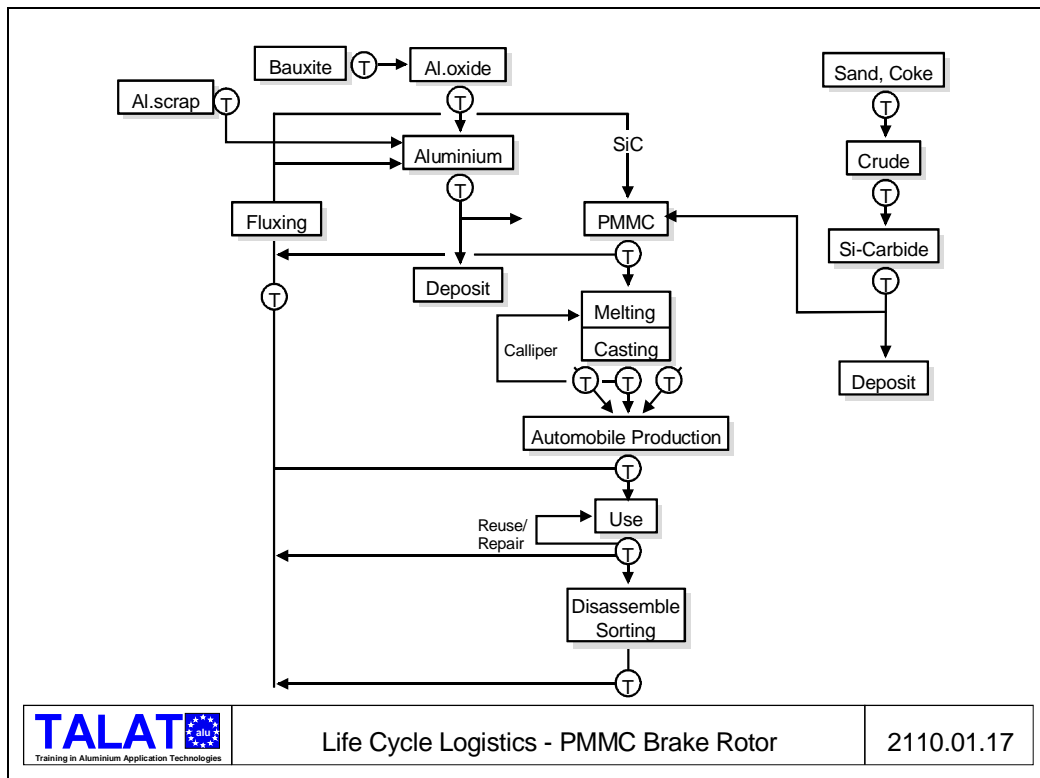 Bauxite
T
Al.oxide
Sand, Coke
Al.scrap
T
T
T
Aluminium
SiC
Crude
T
T
Fluxing
PMMC
Si-Carbide
T
T
Deposit
T
Melting
Calliper
Casting
Deposit
T
T
T
Automobile Production
T
Use
Reuse/
Repair
T
Disassemble
Sorting
T
TALAT
alu
Training in Aluminium Application Technologies
Life Cycle Logistics - PMMC Brake Rotor
2110.01.17